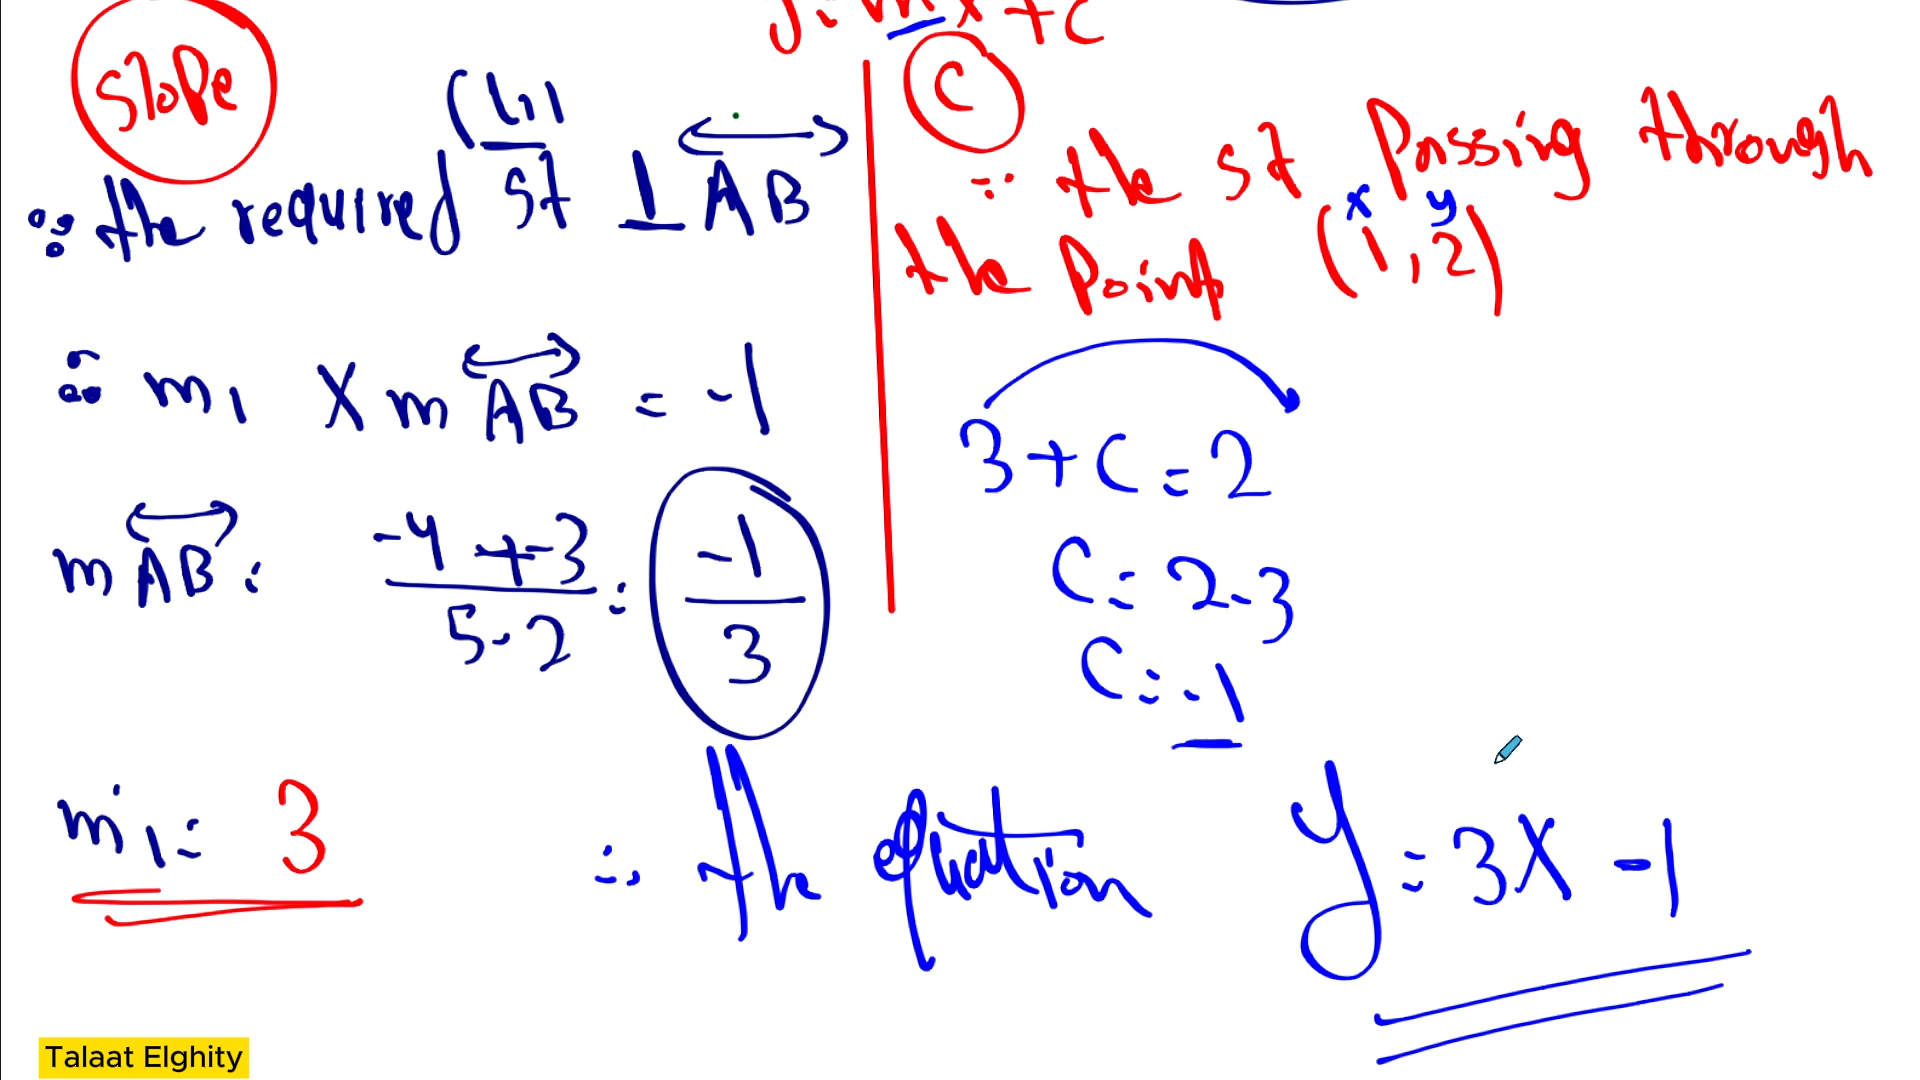 y = mx + c
Slope
(L1)
∵ the required st ⊥ AB
∴ m1 X m AB = -1
m AB = -4 + -3 / 5 - 2 = -1 / 3
m1 = 3
C
∵ the st Passing through
x y
the Point (1, 2)
3 + C = 2
C = 2 - 3
C = -1
∴ the equation y = 3X - 1
Talaat Elghity